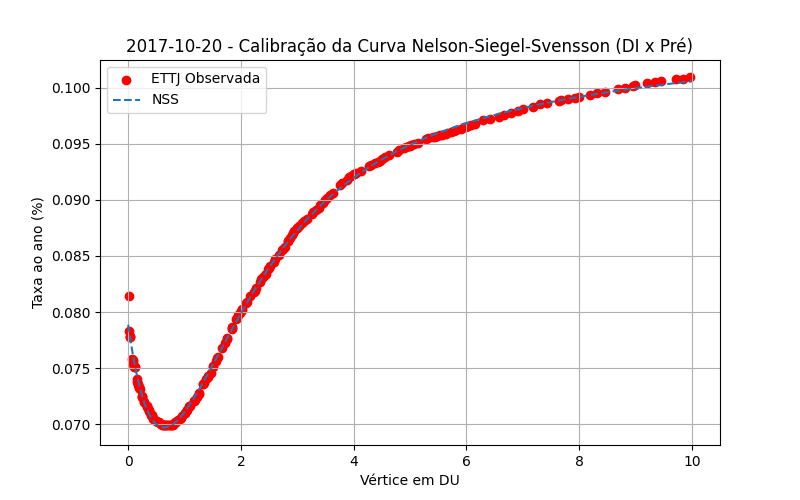 2017-10-20 - Calibração da Curva Nelson-Siegel-Svensson (DI x Pré)
ETTJ Observada
NSS
Taxa ao ano (%)
0.100
0.095
0.090
0.085
0.080
0.075
0.070
0
2
4
6
8
10
Vértice em DU